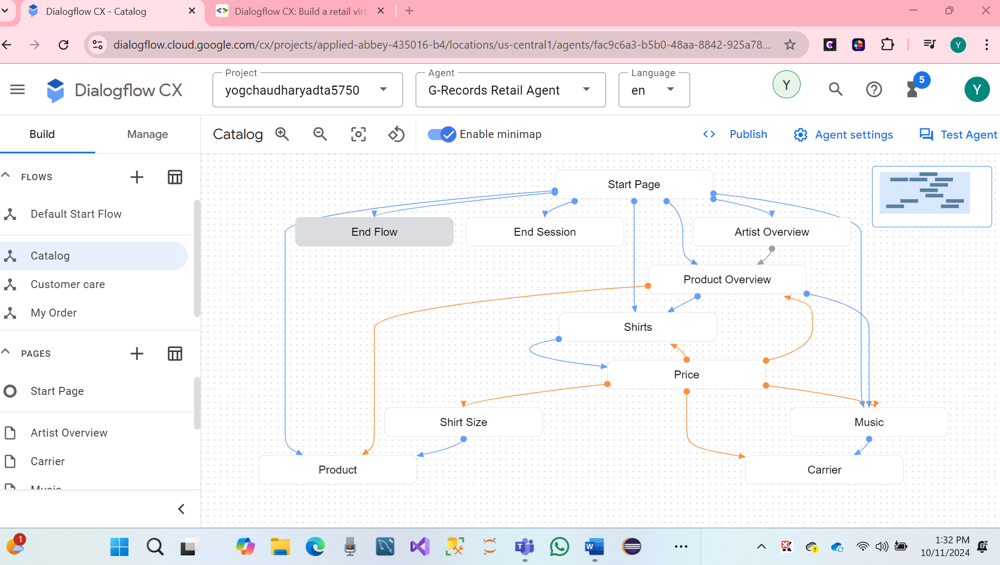 Dialogflow CX - Catalog
Dialogflow CX: Build a retail virt
dialogflow.cloud.google.com/cx/projects/applied-abbey-435016-b4/locations/us-central1/agents/fac9c6a3-b5b0-48aa-8842-925a78...
Y
Dialogflow CX
Project
yogchaudharyadta5750
Agent
G-Records Retail Agent
Language
en
Y
5
Y
Build
Manage
Catalog
Enable minimap
Publish
Agent settings
Test Agent
FLOWS
Default Start Flow
Catalog
Customer care
My Order
PAGES
Start Page
Artist Overview
Carrier
Music
Start Page
End Flow
End Session
Artist Overview
Product Overview
Shirts
Price
Shirt Size
Music
Product
Carrier
1
1:32 PM
10/11/2024